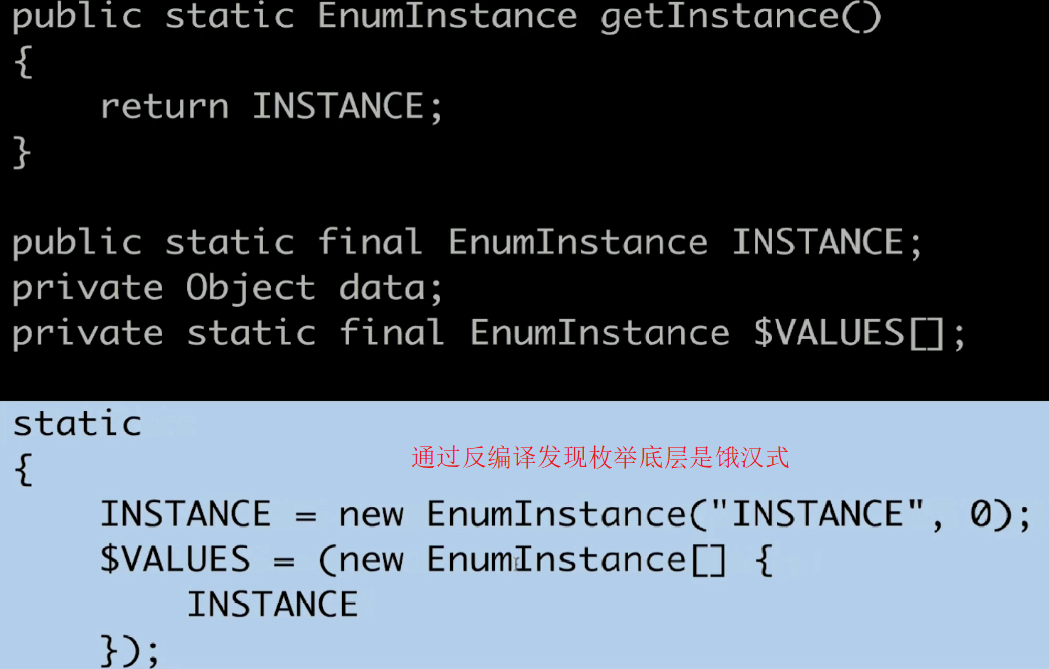 public static EnumInstance getInstance()
{
    return INSTANCE;
}
public static final EnumInstance INSTANCE;
private Object data;
private static final EnumInstance $VALUES[];
static
{
通过反编译发现枚举底层是饿汉式
    INSTANCE = new EnumInstance("INSTANCE", 0);
    $VALUES = (new EnumInstance[] {
        INSTANCE
    });